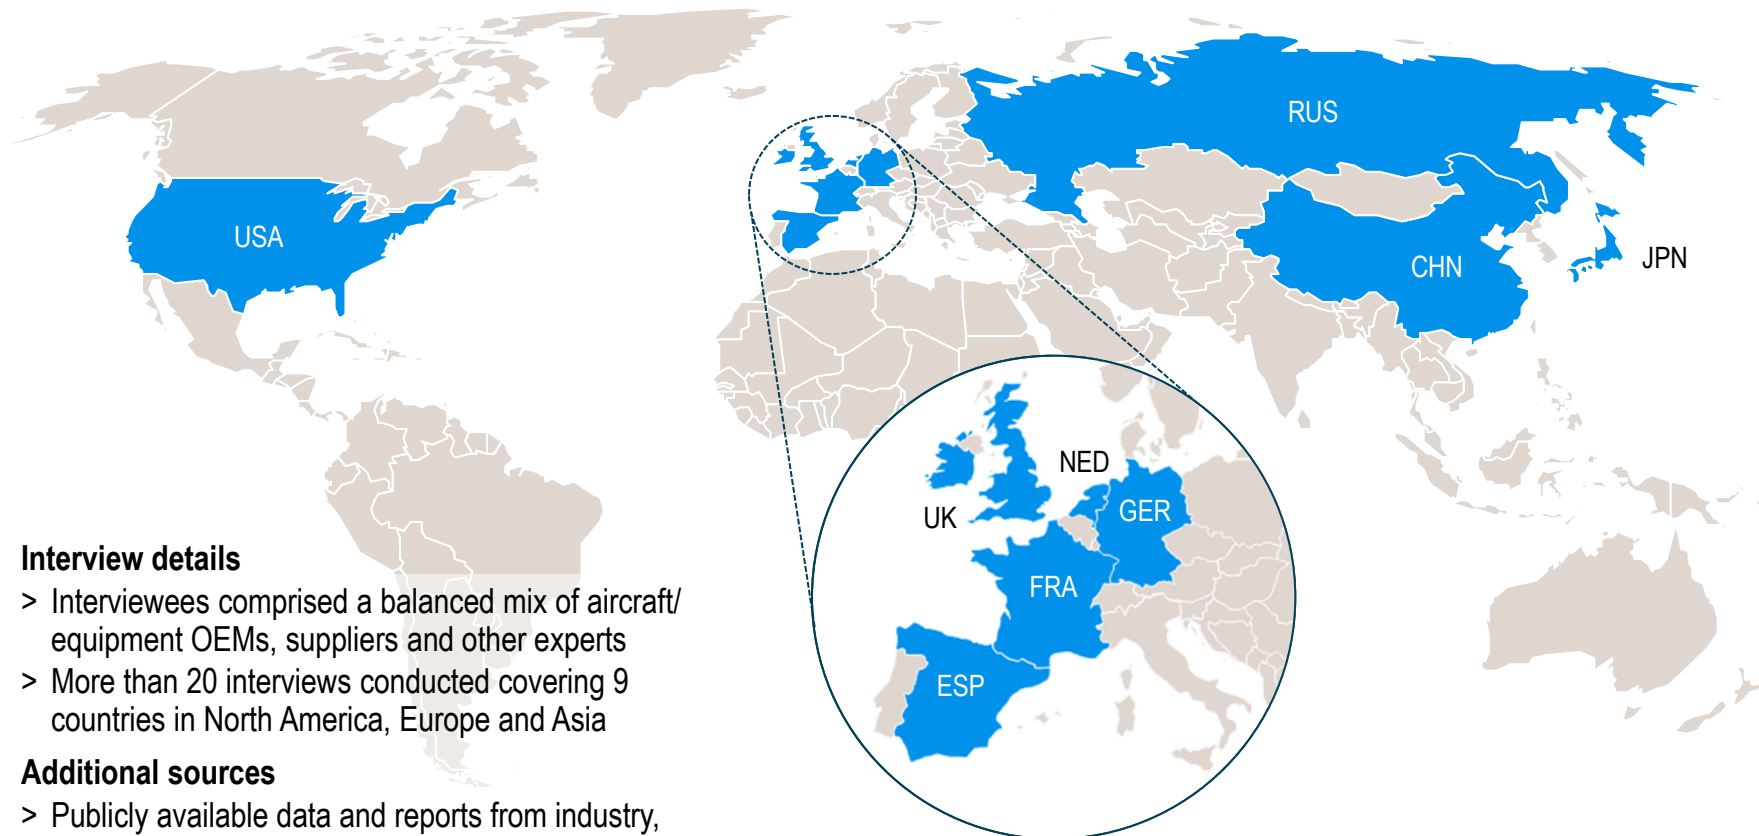 RUS
USA
CHN
JPN
NED
GER
UK
FRA
ESP
Interview details
> Interviewees comprised a balanced mix of aircraft/
equipment OEMs, suppliers and other experts
> More than 20 interviews conducted covering 9
countries in North America, Europe and Asia
Additional sources
> Publicly available data and reports from industry,